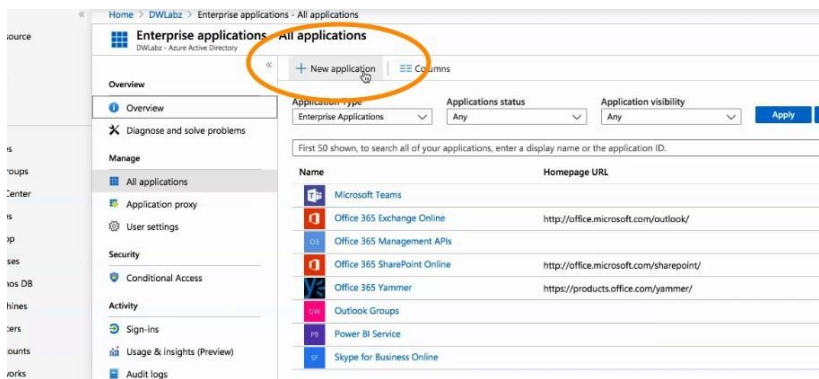 Home > DWLabz > Enterprise applications - All applications
Enterprise applications - All applications
DWLabz - Azure Active Directory
+ New application
Columns
Overview
Overview
Diagnose and solve problems
Manage
All applications
Application proxy
User settings
Security
Conditional Access
Activity
Sign-ins
Usage & insights (Preview)
Audit logs
Application Type
Applications status
Application visibility
Enterprise Applications
Any
Any
Apply
First 50 shown, to search all of your applications, enter a display name or the application ID.
Name Homepage URL
Microsoft Teams
Office 365 Exchange Online http://office.microsoft.com/outlook/
O3 Office 365 Management APIs
Office 365 SharePoint Online http://office.microsoft.com/sharepoint/
Office 365 Yammer https://products.office.com/yammer/
GW Outlook Groups
PB Power BI Service
SF Skype for Business Online